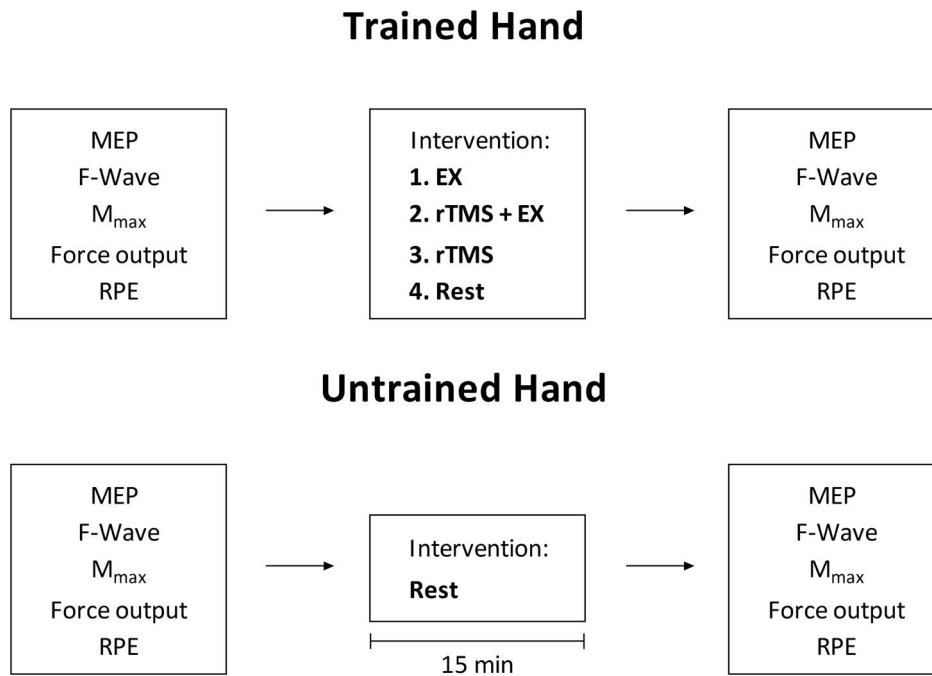 Trained Hand
MEP
F-Wave
Mmax
Force output
RPE
Intervention:
1. EX
2. rTMS + EX
3. rTMS
4. Rest
MEP
F-Wave
Mmax
Force output
RPE
Untrained Hand
MEP
F-Wave
Mmax
Force output
RPE
Intervention:
Rest
15 min
MEP
F-Wave
Mmax
Force output
RPE